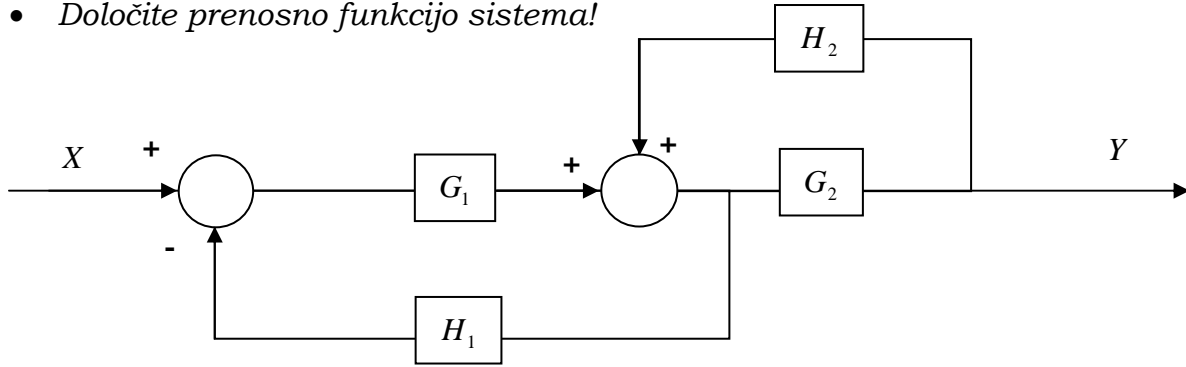 • Določite prenosno funkcijo sistema!
H₂
X + G₁ + + G₂ Y
-
H₁